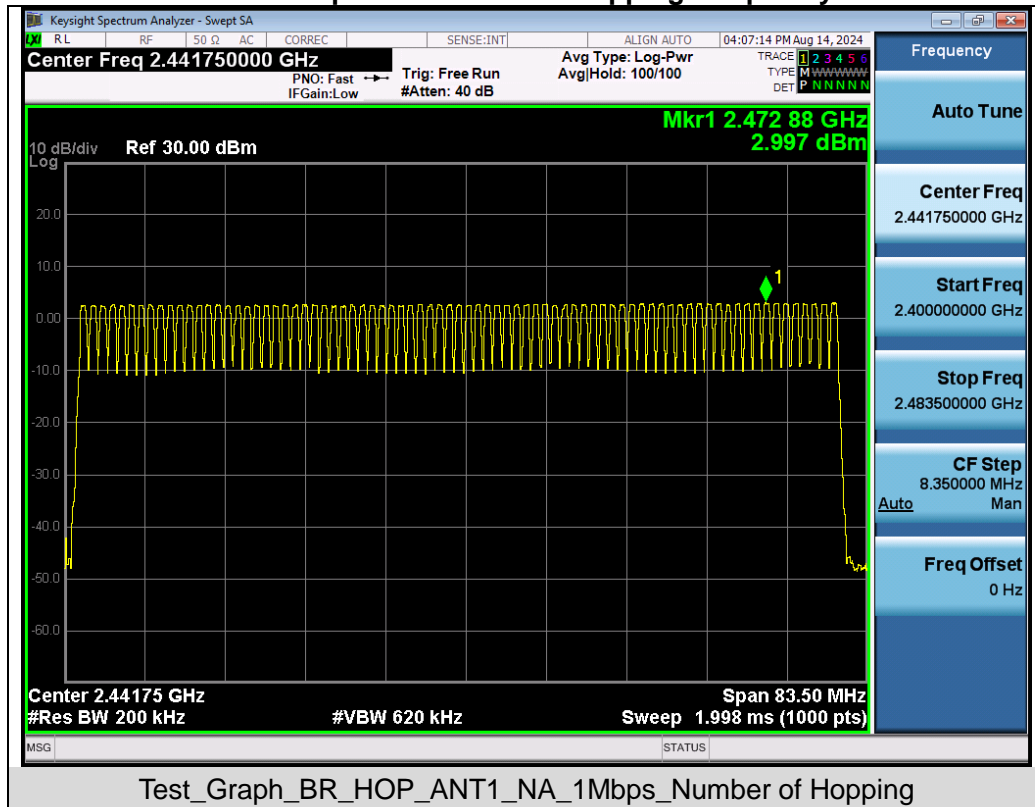 Keysight Spectrum Analyzer - Swept SA
LXI RL RF 50 Ω AC CORREC SENSE:INT ALIGN AUTO 04:07:14 PM Aug 14, 2024
Center Freq 2.441750000 GHz
PNO: Fast
IFGain:Low
Trig: Free Run
#Atten: 40 dB
Avg Type: Log-Pwr
Avg|Hold: 100/100
TRACE 1 2 3 4 5 6
TYPE M WWWWW
DET P N N N N N
Mkr1 2.472 88 GHz
2.997 dBm
10 dB/div Ref 30.00 dBm
Log
20.0
10.0
0.00
-10.0
-20.0
-30.0
-40.0
-50.0
-60.0
1
Center 2.44175 GHz
Span 83.50 MHz
#Res BW 200 kHz #VBW 620 kHz Sweep 1.998 ms (1000 pts)
MSG STATUS
Frequency
Auto Tune
Center Freq
2.441750000 GHz
Start Freq
2.400000000 GHz
Stop Freq
2.483500000 GHz
CF Step
8.350000 MHz
Auto Man
Freq Offset
0 Hz
Test_Graph_BR_HOP_ANT1_NA_1Mbps_Number of Hopping